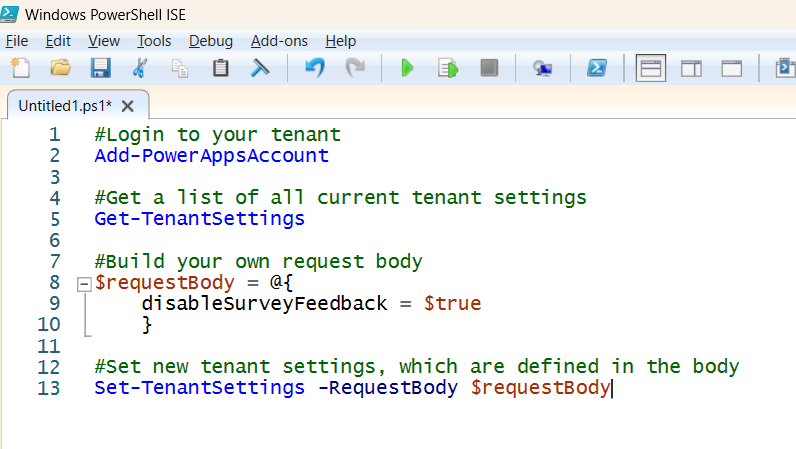 Windows PowerShell ISE
File Edit View Tools Debug Add-ons Help
Untitled1.ps1*
1 #Login to your tenant
2 Add-PowerAppsAccount
3
4 #Get a list of all current tenant settings
5 Get-TenantSettings
6
7 #Build your own request body
8 $requestBody = @{
9     disableSurveyFeedback = $true
10     }
11
12 #Set new tenant settings, which are defined in the body
13 Set-TenantSettings -RequestBody $requestBody